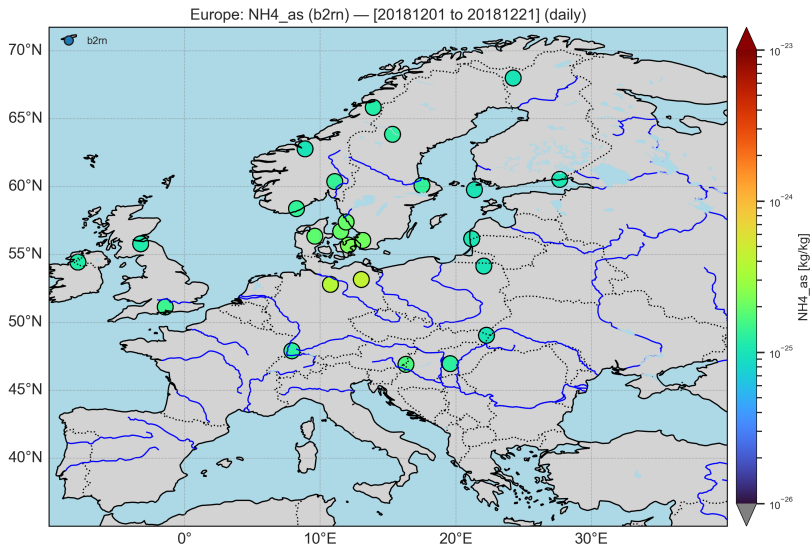 Europe: NH4_as (b2rn) — [20181201 to 20181221] (daily)
b2rn
70°N
65°N
60°N
55°N
50°N
45°N
40°N
0°
10°E
20°E
30°E
10⁻²³
10⁻²⁴
10⁻²⁵
10⁻²⁶
NH4_as [kg/kg]